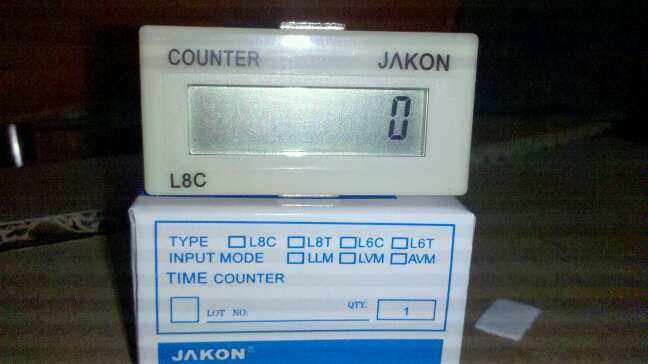 COUNTER JAKON
0
L8C
TYPE L8C L8T L6C L6T
INPUT MODE LLM LVM AVM
TIME COUNTER
LOT NO: QTY. 1
JAKON